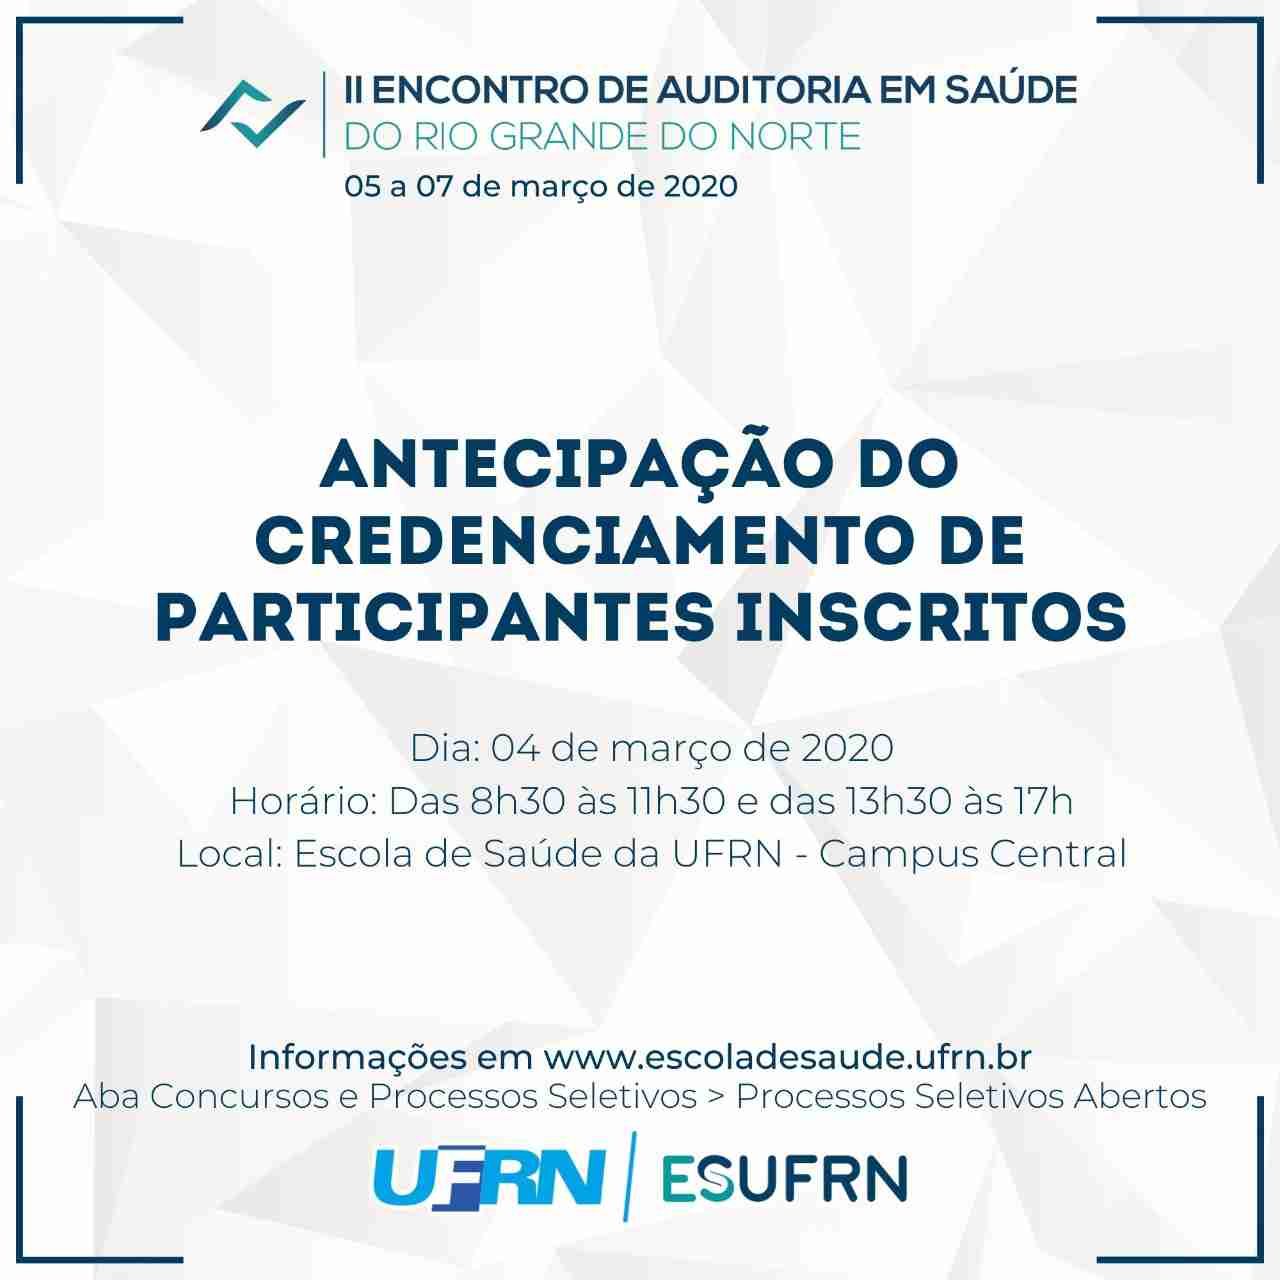 II ENCONTRO DE AUDITORIA EM SAÚDE
DO RIO GRANDE DO NORTE
05 a 07 de março de 2020
ANTECIPAÇÃO DO
CREDENCIAMENTO DE
PARTICIPANTES INSCRITOS
Dia: 04 de março de 2020
Horário: Das 8h30 às 11h30 e das 13h30 às 17h
Local: Escola de Saúde da UFRN - Campus Central
Informações em www.escoladesaude.ufrn.br
Aba Concursos e Processos Seletivos > Processos Seletivos Abertos
UFRN ESUFRN